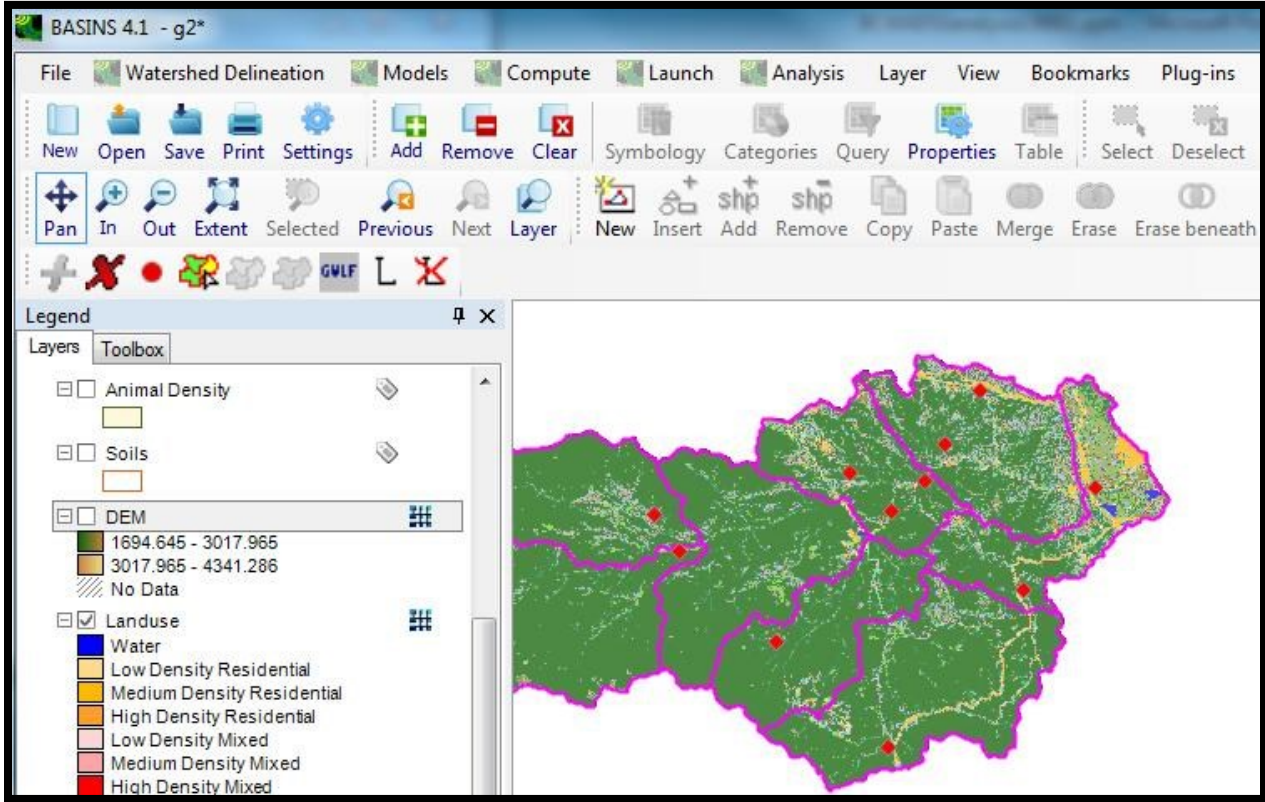 BASINS 4.1 - g2*
File Watershed Delineation Models Compute Launch Analysis Layer View Bookmarks Plug-ins
New Open Save Print Settings Add Remove Clear Symbology Categories Query Properties Table Select Deselect
Pan In Out Extent Selected Previous Next Layer New Insert Add Remove Copy Paste Merge Erase Erase beneath
shp shp
GWLF
Legend
Layers Toolbox
Animal Density
Soils
DEM
1694.645 - 3017.965
3017.965 - 4341.286
No Data
Landuse
Water
Low Density Residential
Medium Density Residential
High Density Residential
Low Density Mixed
Medium Density Mixed
High Density Mixed